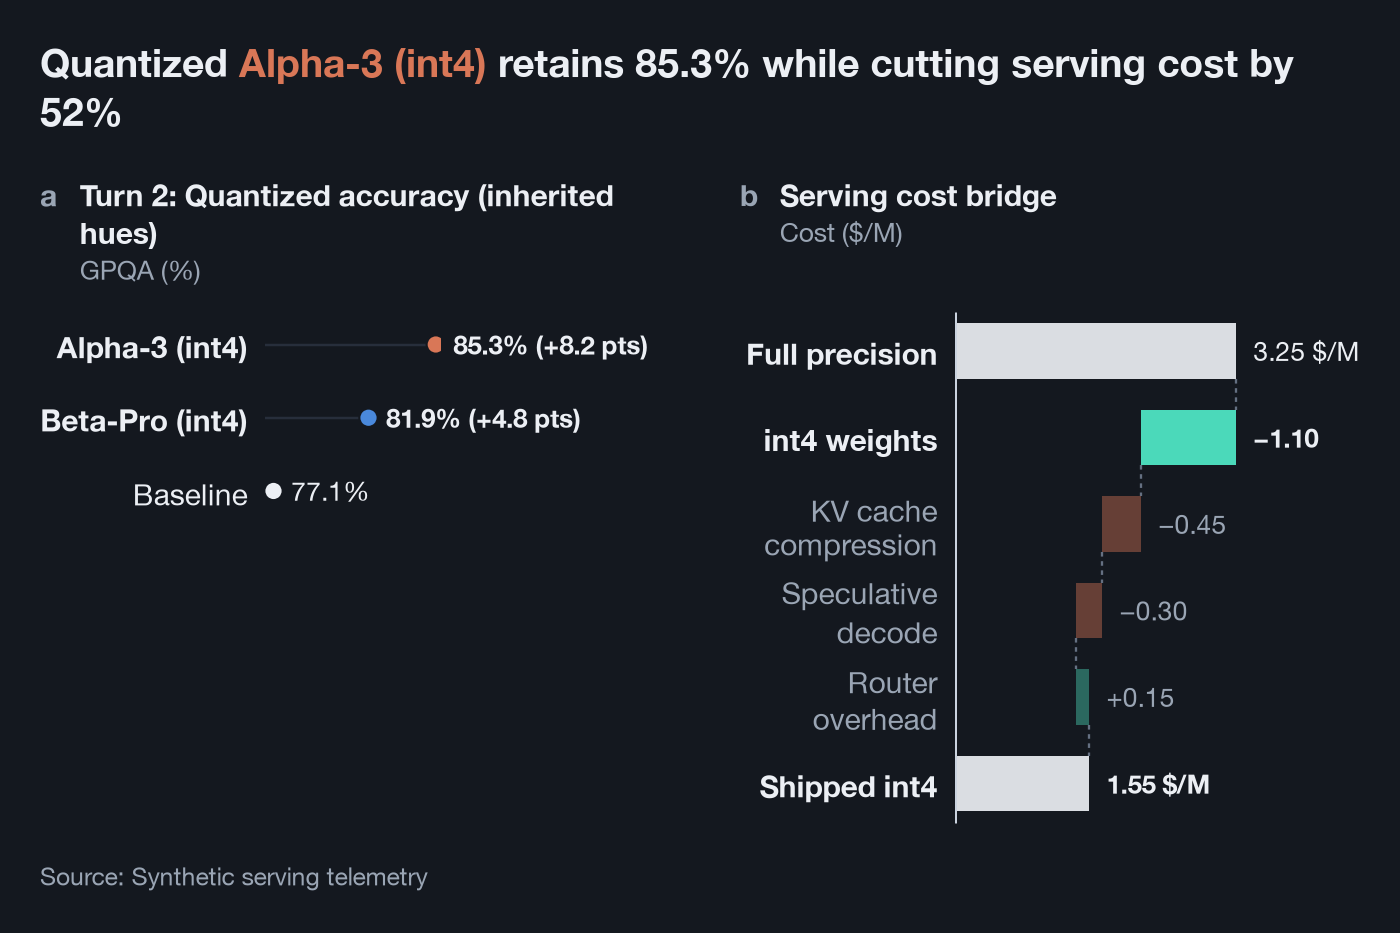 Quantized Alpha-3 (int4) retains 85.3% while cutting serving cost by
52%
a Turn 2: Quantized accuracy (inherited
hues)
GPQA (%)
Alpha-3 (int4) 85.3% (+8.2 pts)
Beta-Pro (int4) 81.9% (+4.8 pts)
Baseline 77.1%
b Serving cost bridge
Cost ($/M)
Full precision 3.25 $/M
int4 weights −1.10
KV cache
compression −0.45
Speculative
decode −0.30
Router
overhead +0.15
Shipped int4 1.55 $/M
Source: Synthetic serving telemetry